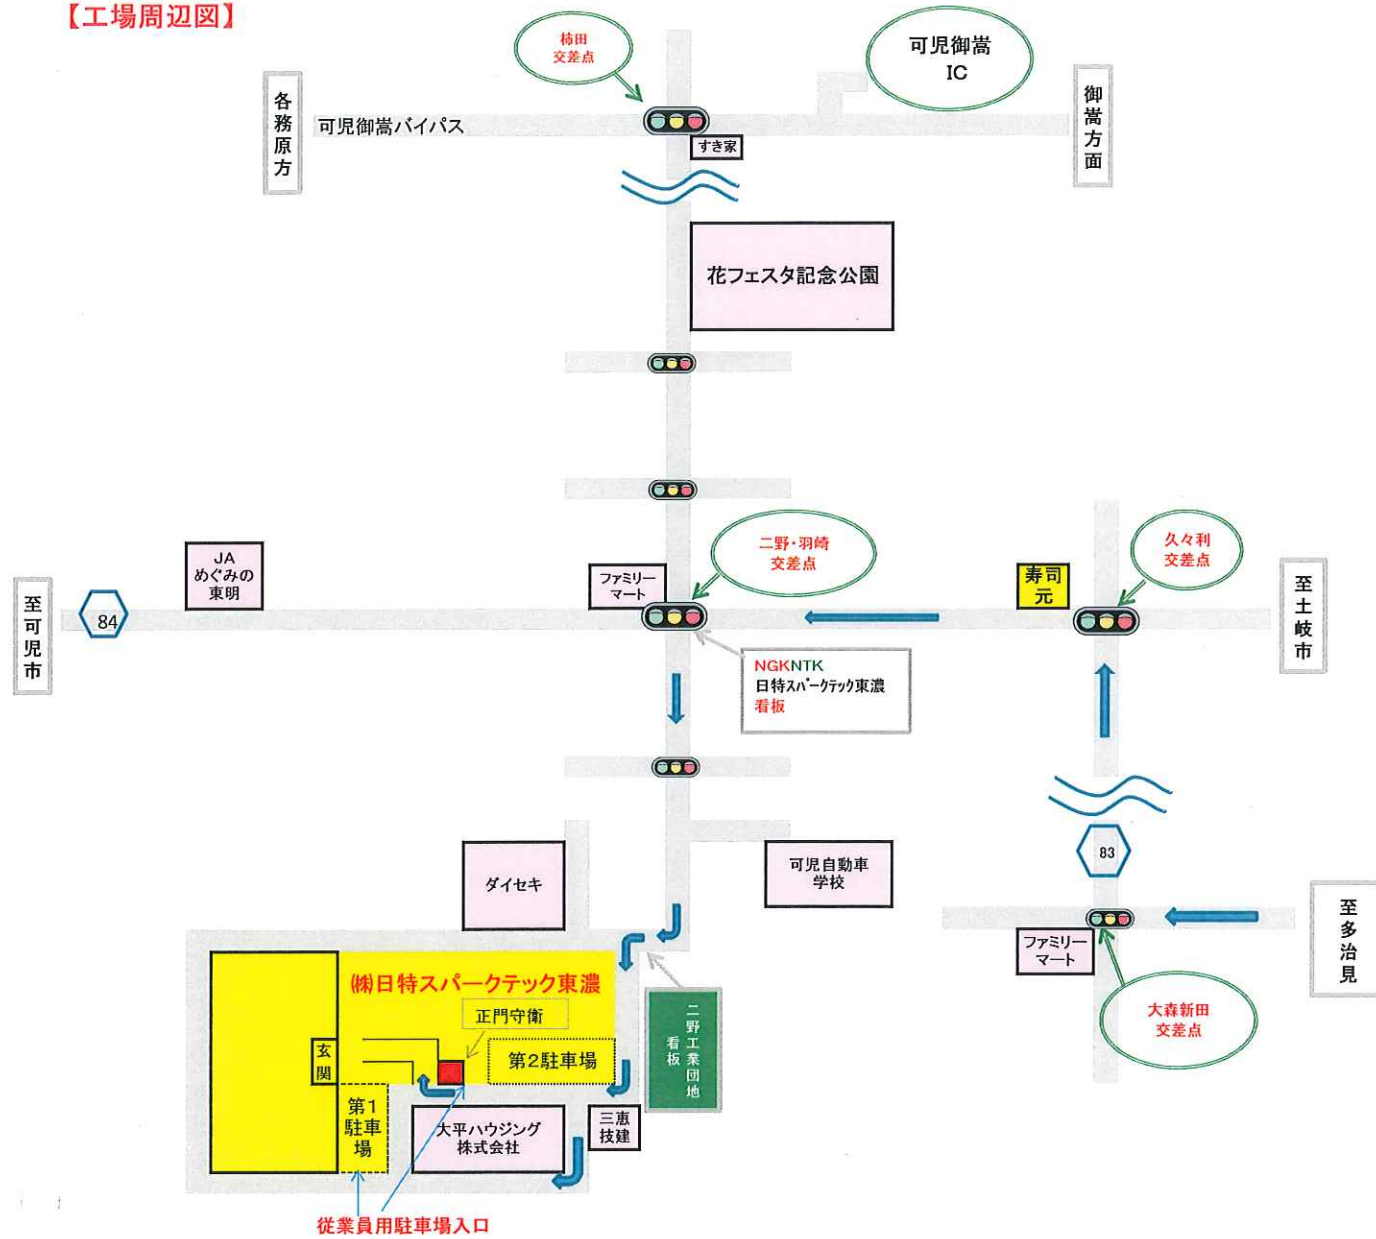 【工場周辺図】
柿田
交差点
可児御嵩
IC
各務原方
可児御嵩バイパス
すき家
御嵩方面
花フェスタ記念公園
二野・羽崎
交差点
久々利
交差点
JA
めぐみの
東明
ファミリー
マート
寿司
元
至可児市
84
至土岐市
NGKNTK
日特スパークテック東濃
看板
可児自動車
学校
83
ダイセキ
至多治見
ファミリー
マート
大森新田
交差点
㈱日特スパークテック東濃
正門守衛
二野工業団地
看板
玄関
第2駐車場
第1
駐車
場
大平ハウジング
株式会社
三恵
技建
従業員用駐車場入口